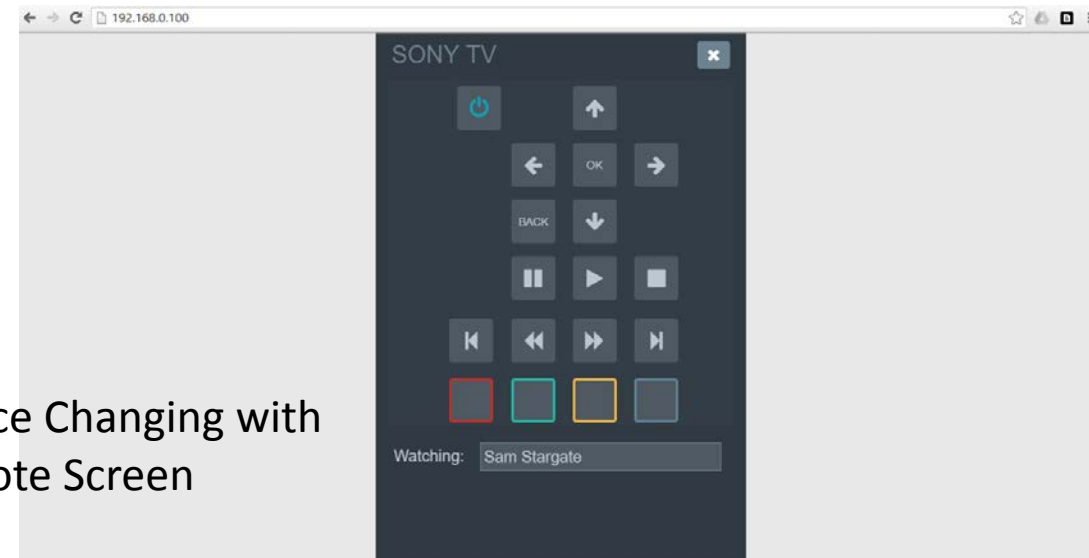 192.168.0.100
SONY TV
OK
BACK
ce Changing with
ote Screen
Watching: Sam Stargate